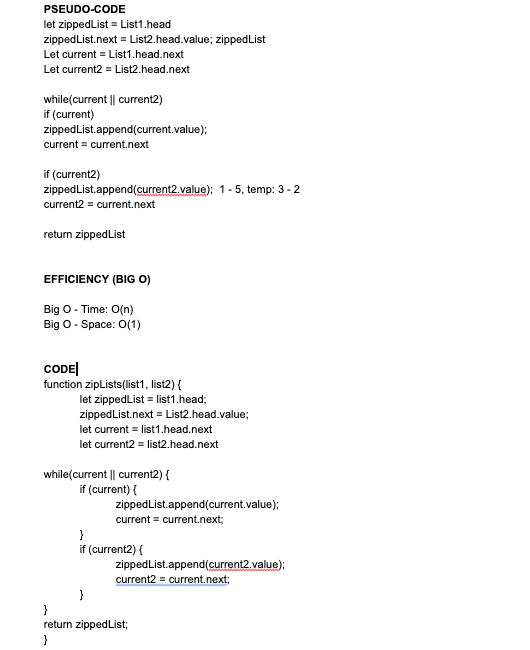 PSEUDO-CODE
let zippedList = List1.head
zippedList.next = List2.head.value; zippedList
Let current = List1.head.next
Let current2 = List2.head.next
while(current || current2)
if (current)
zippedList.append(current.value);
current = current.next
if (current2)
zippedList.append(current2.value);  1 - 5, temp: 3 - 2
current2 = current.next
return zippedList
EFFICIENCY (BIG O)
Big O - Time: O(n)
Big O - Space: O(1)
CODE
function zipLists(list1, list2) {
let zippedList = list1.head;
zippedList.next = List2.head.value;
let current = list1.head.next
let current2 = list2.head.next
while(current || current2) {
if (current) {
zippedList.append(current.value);
current = current.next;
}
if (current2) {
zippedList.append(current2.value);
current2 = current.next;
}
}
return zippedList;
}